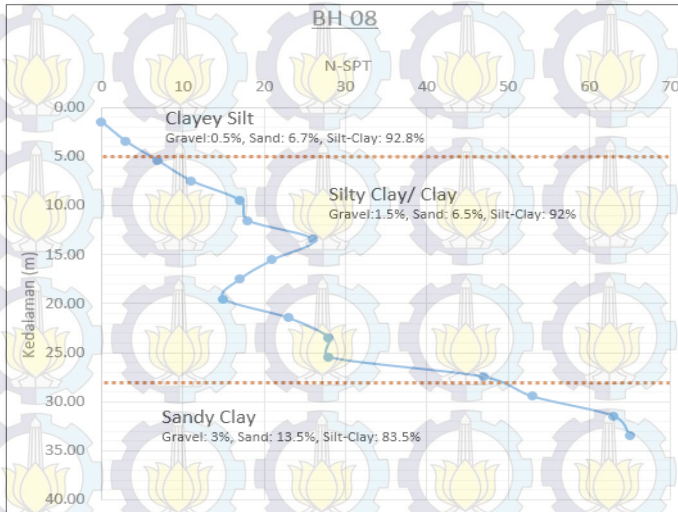 BH 08
N-SPT
0 10 20 30 40 50 60 70
0.00
5.00
10.00
15.00
20.00
25.00
30.00
35.00
40.00
Kedalaman (m)
Clayey Silt
Gravel:0.5%, Sand: 6.7%, Silt-Clay: 92.8%
Silty Clay/ Clay
Gravel:1.5%, Sand: 6.5%, Silt-Clay: 92%
Sandy Clay
Gravel: 3%, Sand: 13.5%, Silt-Clay: 83.5%